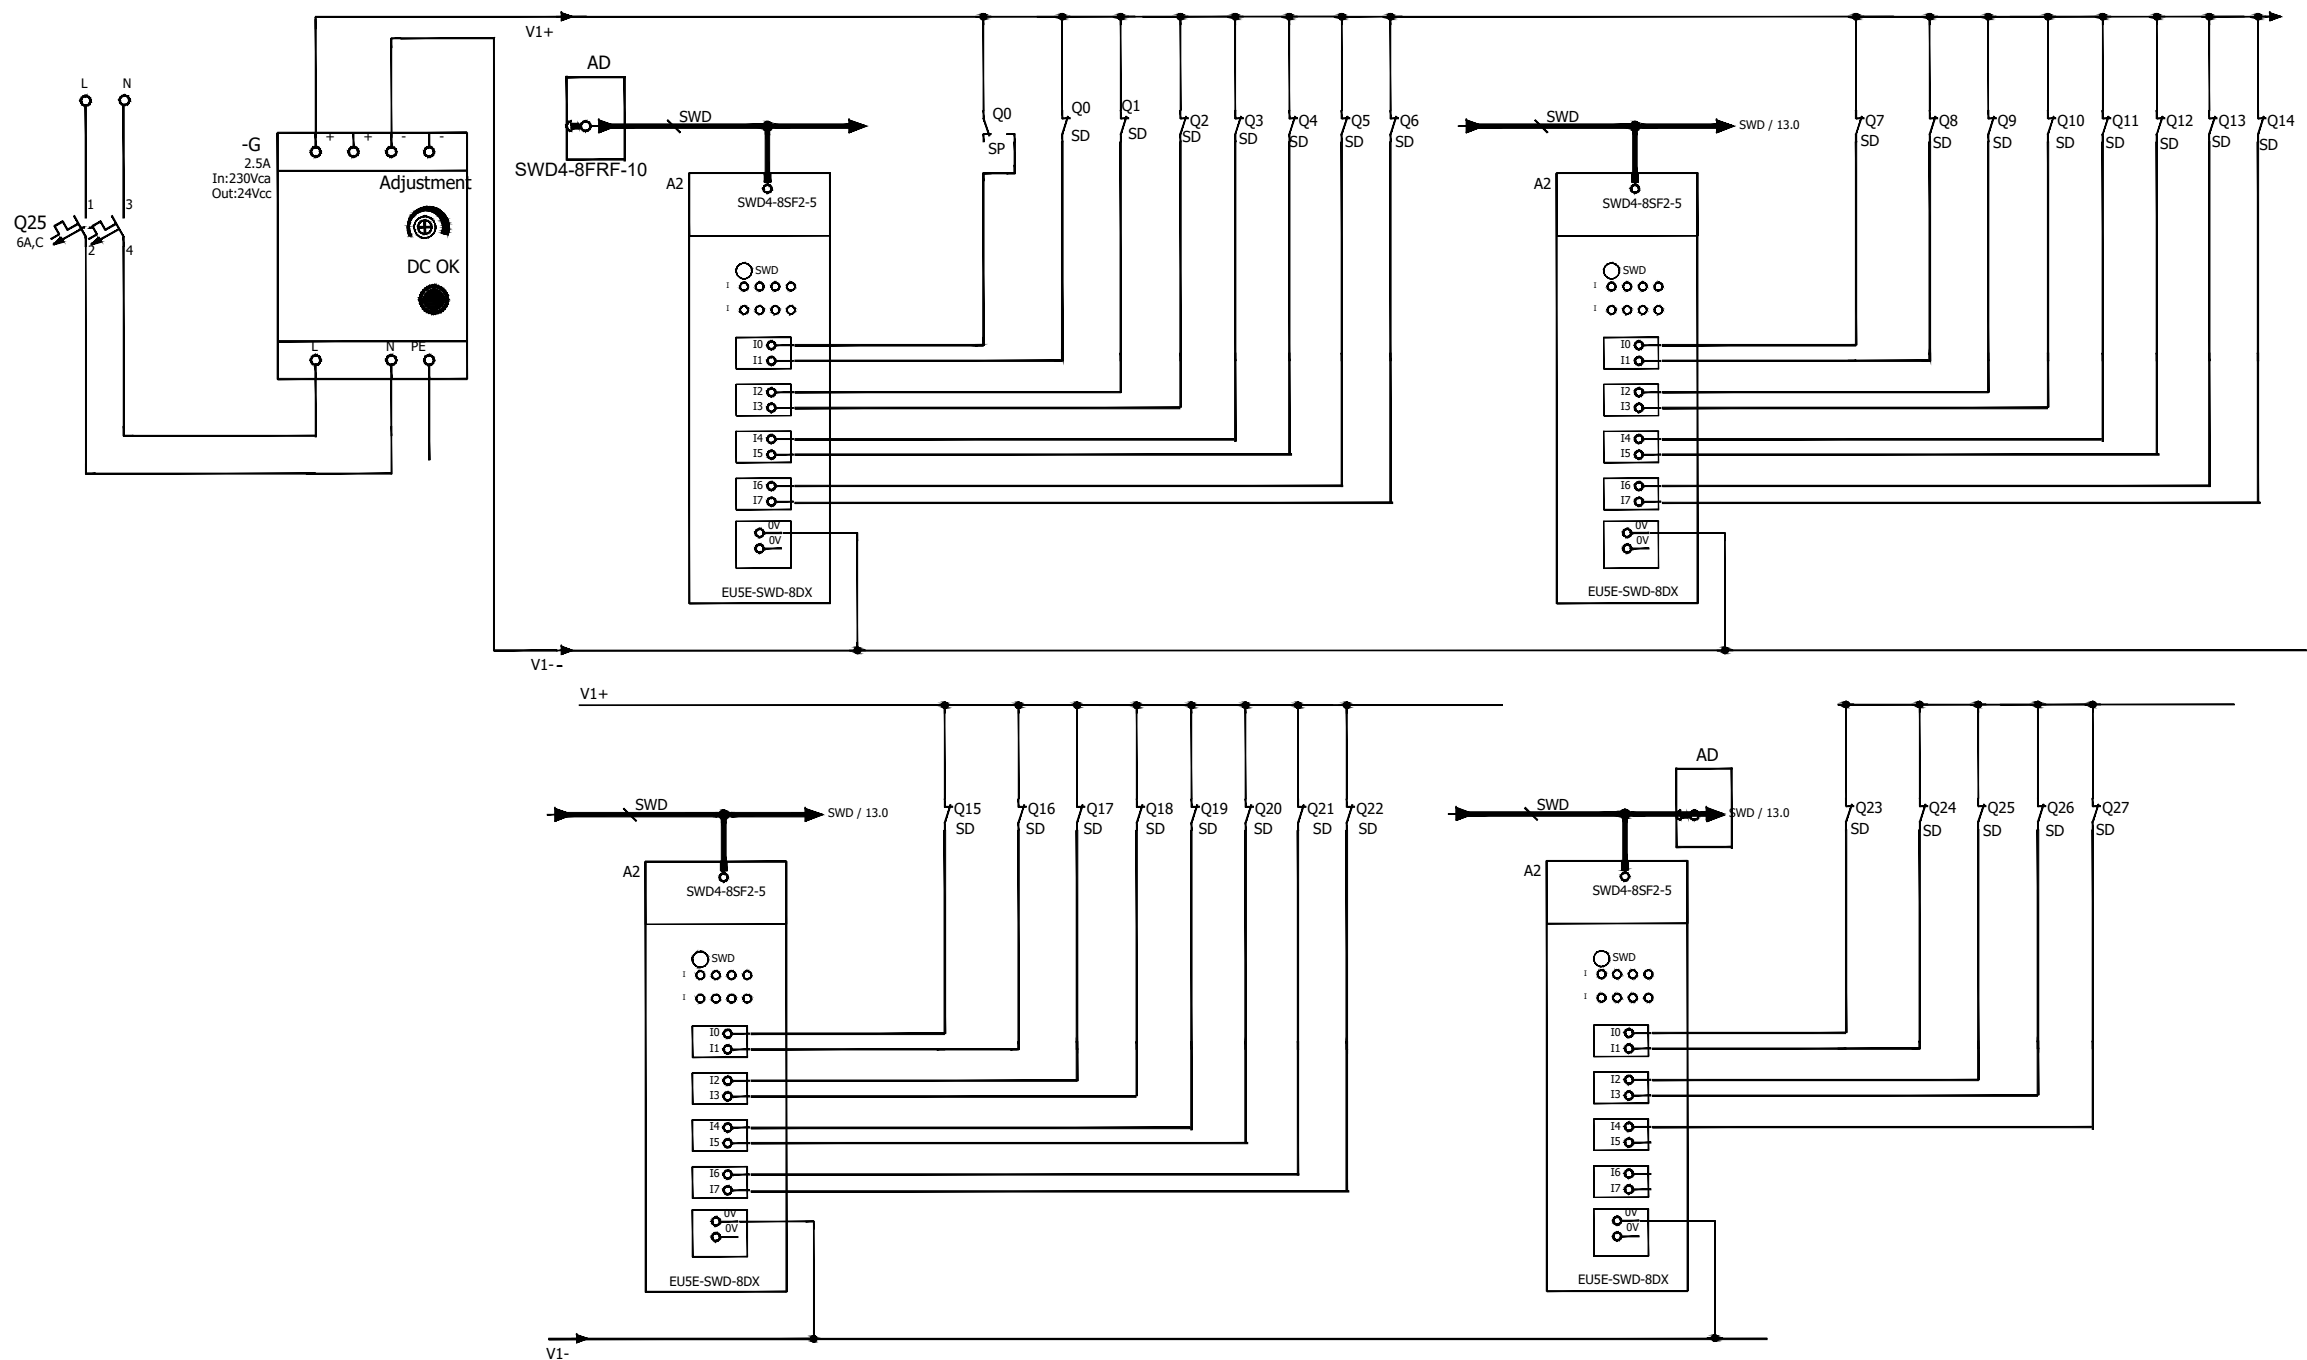 V1+
AD
L N
SWD
SWD4-8FRF-10
-G
2.5A
In:230Vca
Out:24Vcc
+ + - -
Adjustment
DC OK
L N PE
Q25
6A,C
1 3
2 4
Q0 Q0 Q1 Q2 Q3 Q4 Q5 Q6
SP SD SD SD SD SD SD SD
A2
SWD4-8SF2-5
SWD
I
I
I0
I1
I2
I3
I4
I5
I6
I7
0V
0V
EU5E-SWD-8DX
SWD
SWD / 13.0
Q7 Q8 Q9 Q10 Q11 Q12 Q13 Q14
SD SD SD SD SD SD SD SD
A2
SWD4-8SF2-5
SWD
I
I
I0
I1
I2
I3
I4
I5
I6
I7
0V
0V
EU5E-SWD-8DX
V1--
V1+
SWD
SWD / 13.0
Q15 Q16 Q17 Q18 Q19 Q20 Q21 Q22
SD SD SD SD SD SD SD SD
A2
SWD4-8SF2-5
SWD
I
I
I0
I1
I2
I3
I4
I5
I6
I7
0V
0V
EU5E-SWD-8DX
AD
SWD
SWD / 13.0
Q23 Q24 Q25 Q26 Q27
SD SD SD SD SD
A2
SWD4-8SF2-5
SWD
I
I
I0
I1
I2
I3
I4
I5
I6
I7
0V
0V
EU5E-SWD-8DX
V1-